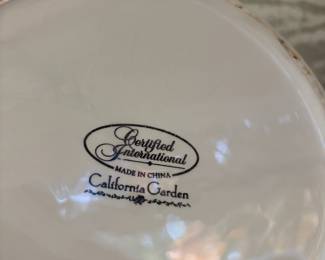 Certified
International
MADE IN CHINA
California Garden